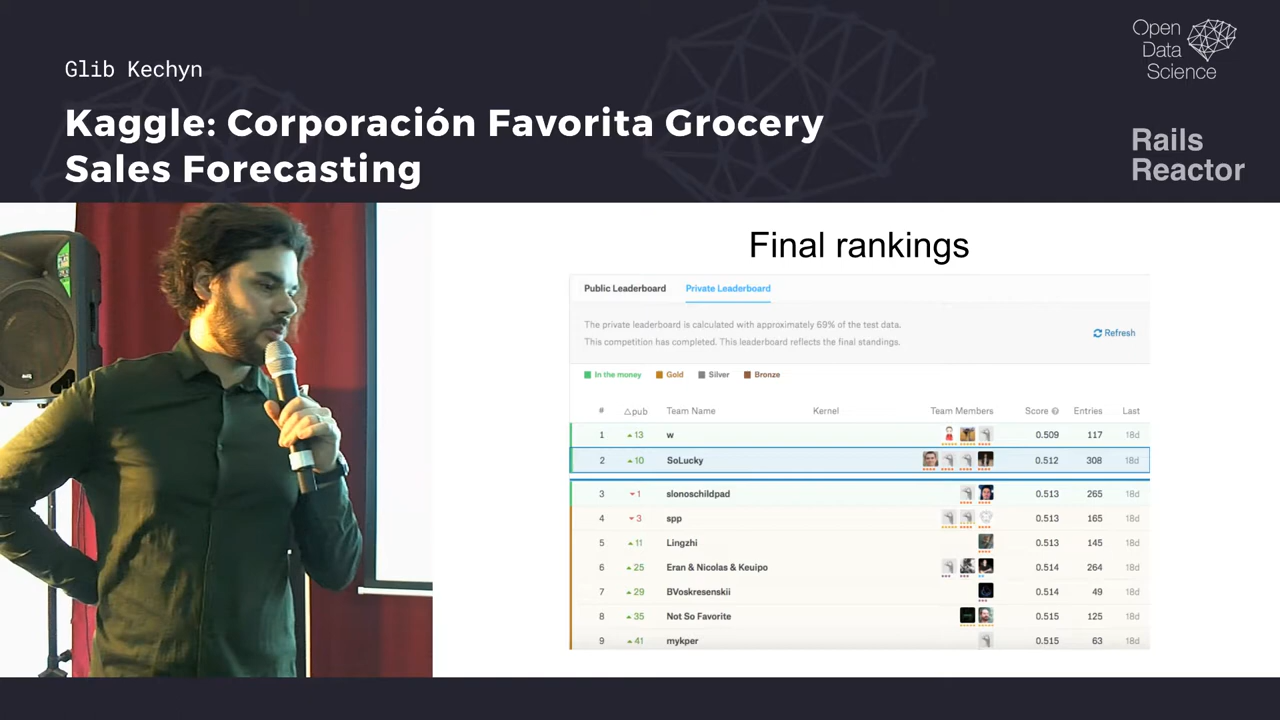 Glib Kechyn
Kaggle: Corporación Favorita Grocery
Sales Forecasting
Open
Data
Science
Rails
Reactor
Final rankings
Public Leaderboard Private Leaderboard
The private leaderboard is calculated with approximately 69% of the test data.
This competition has completed. This leaderboard reflects the final standings.
Refresh
In the money Gold Silver Bronze
# △pub Team Name Kernel Team Members Score Entries Last
1 ▲13 w 0.509 117 18d
2 ▲10 SoLucky 0.512 308 18d
3 ▼1 slonoschildpad 0.513 265 18d
4 ▼3 spp 0.513 165 18d
5 ▲11 Lingzhi 0.513 145 18d
6 ▲25 Eran & Nicolas & Keuipo 0.514 264 18d
7 ▲29 BVoskresenskii 0.514 49 18d
8 ▲35 Not So Favorite 0.515 125 18d
9 ▲41 mykper 0.515 63 18d